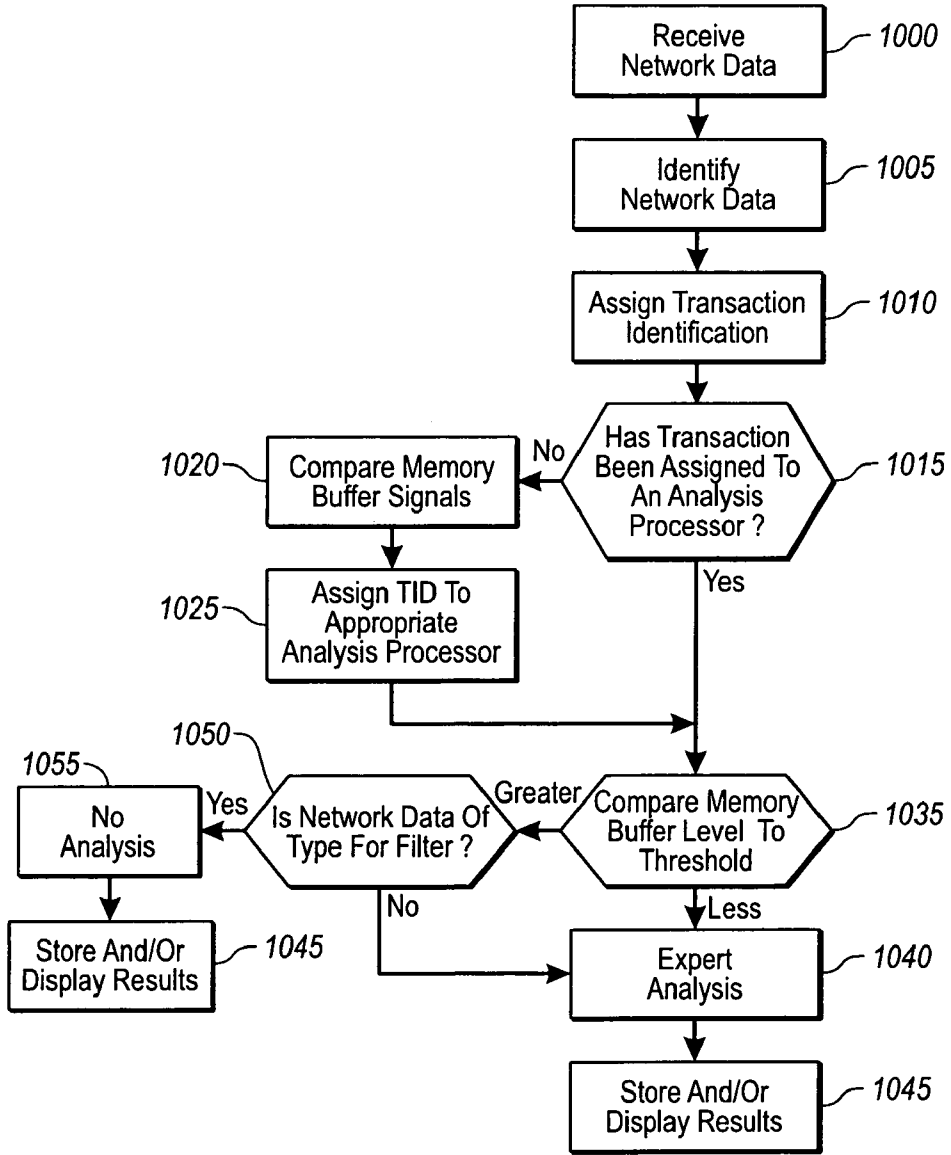 Receive
Network Data
1000
Identify
Network Data
1005
Assign Transaction
Identification
1010
Has Transaction
Been Assigned To
An Analysis
Processor ?
1015
No
Yes
1020
Compare Memory
Buffer Signals
1025
Assign TID To
Appropriate
Analysis Processor
Compare Memory
Buffer Level To
Threshold
1035
Greater
Less
1050
Is Network Data Of
Type For Filter ?
Yes
No
1055
No
Analysis
Store And/Or
Display Results
1045
Expert
Analysis
1040
Store And/Or
Display Results
1045